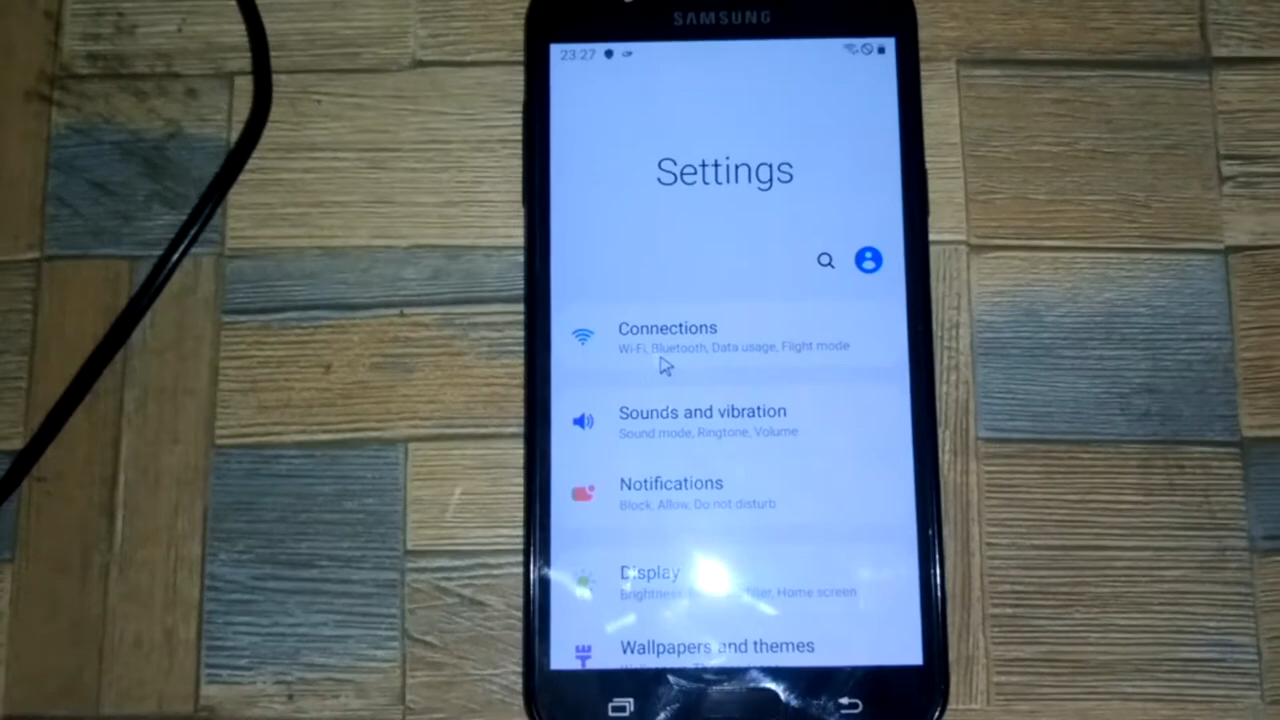 SAMSUNG
23:27
Settings
Connections
Wi-Fi, Bluetooth, Data usage, Flight mode
Sounds and vibration
Sound mode, Ringtone, Volume
Notifications
Block, Allow, Do not disturb
Display
Brightness, filter, Home screen
Wallpapers and themes